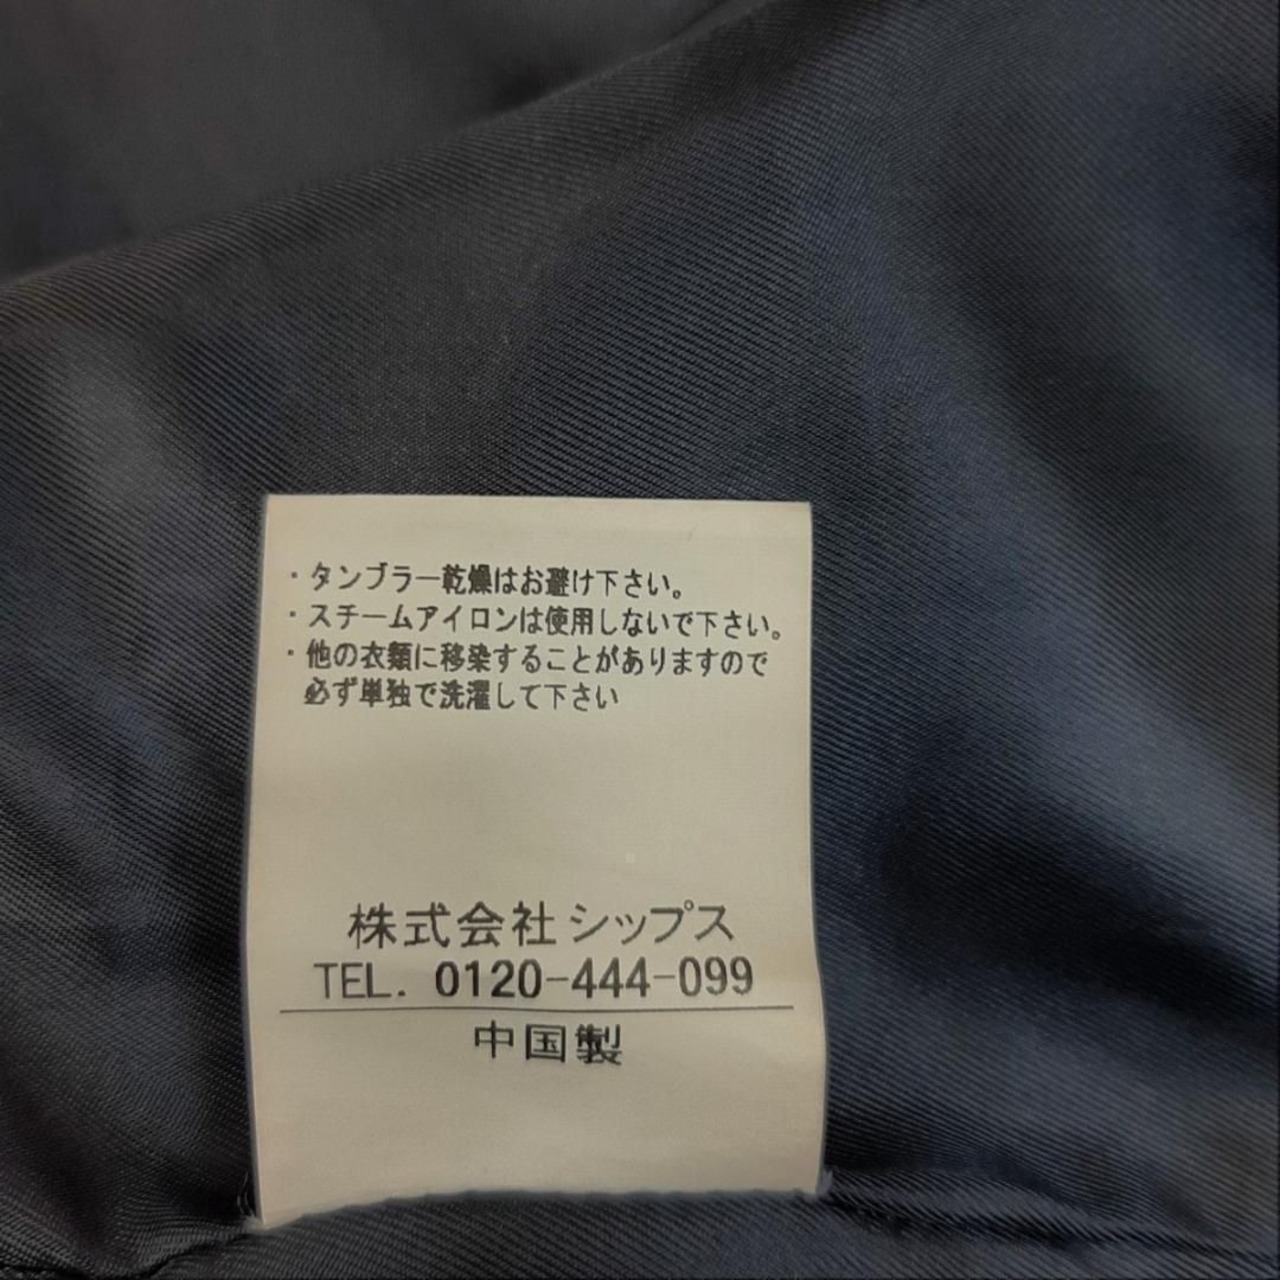 ・タンブラー乾燥はお避け下さい。
・スチームアイロンは使用しないで下さい。
・他の衣類に移染することがありますので
必ず単独で洗濯して下さい
株式会社シップス
TEL. 0120-444-099
中国製